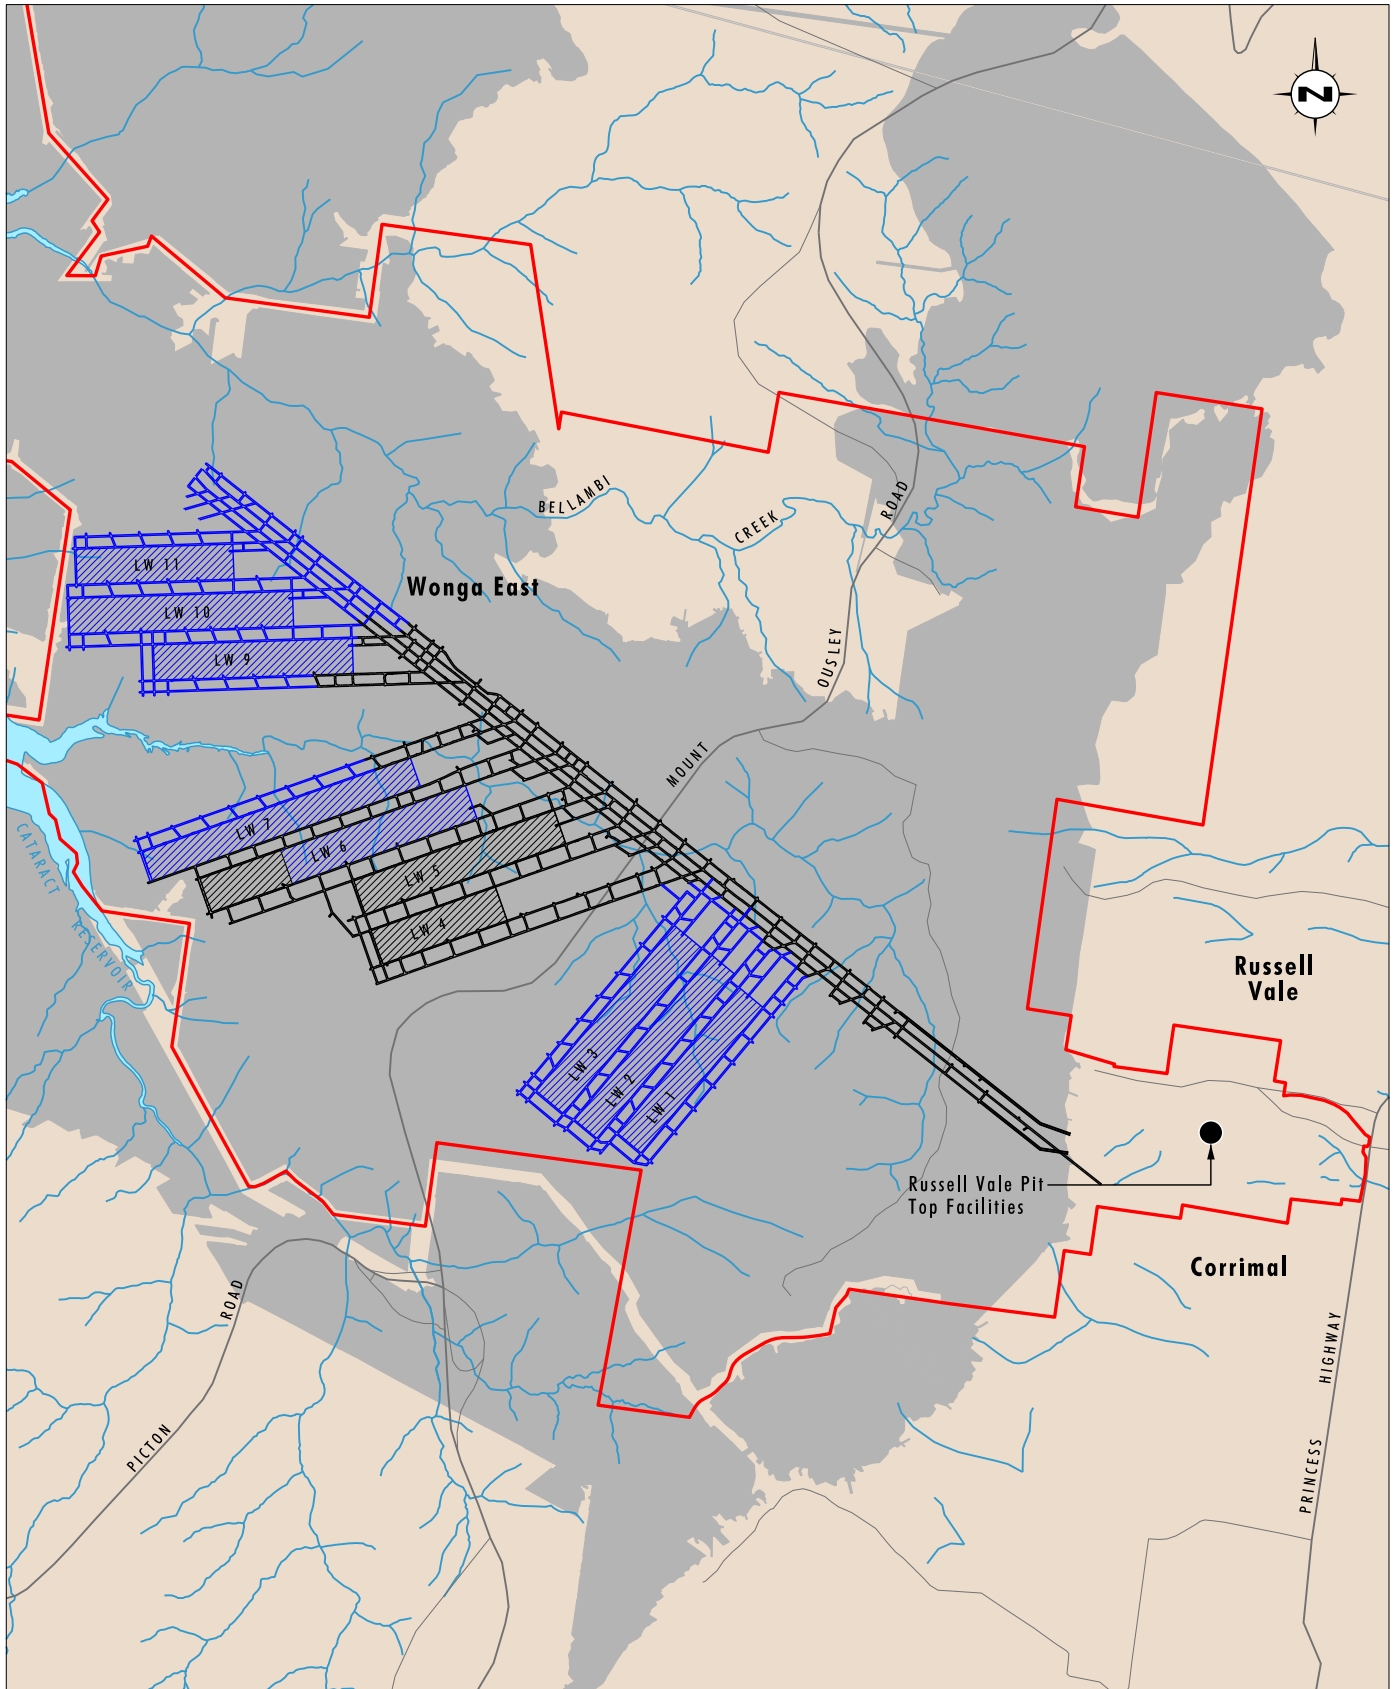 N
BELLAMBI
CREEK
ROAD
LW 11
Wonga East
LW 10
LW 9
OUSLEY
MOUNT
LW 7
LW 6
LW 5
LW 4
CATARACT
RESERVOIR
Russell
Vale
LW 3
LW 2
LW 1
Russell Vale Pit
Top Facilities
Corrimal
ROAD
PICTON
HIGHWAY
PRINCESS